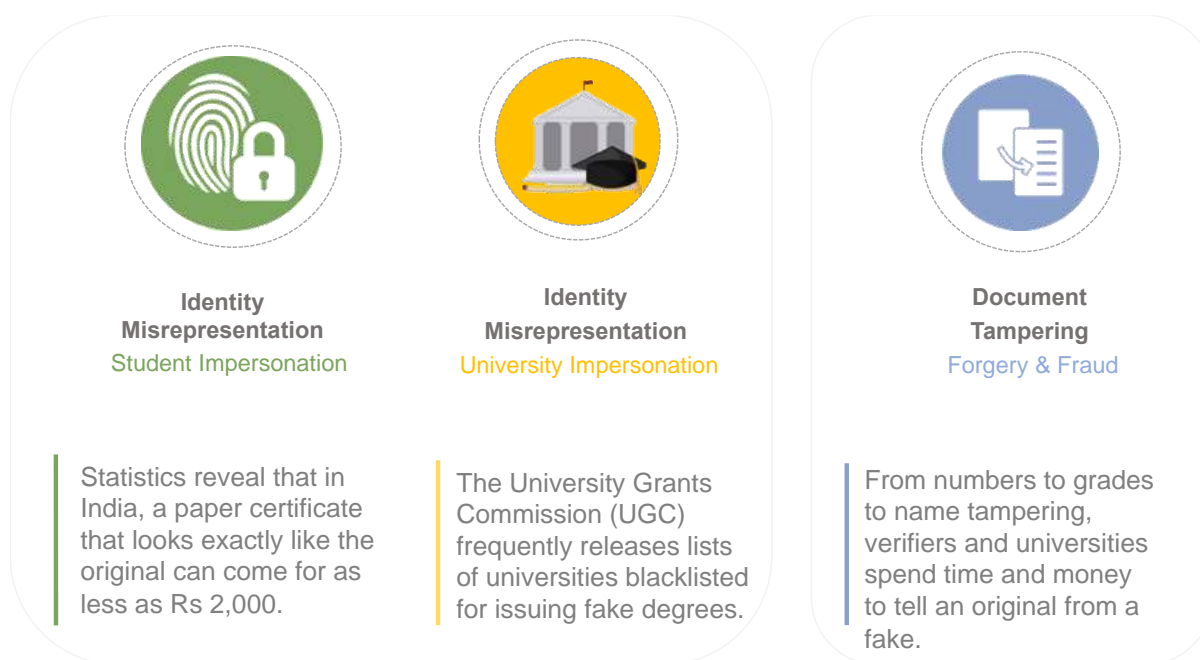 Identity
Misrepresentation
Student Impersonation
Statistics reveal that in
India, a paper certificate
that looks exactly like the
original can come for as
less as Rs 2,000.
Identity
Misrepresentation
University Impersonation
The University Grants
Commission (UGC)
frequently releases lists
of universities blacklisted
for issuing fake degrees.
Document
Tampering
Forgery & Fraud
From numbers to grades
to name tampering,
verifiers and universities
spend time and money
to tell an original from a
fake.